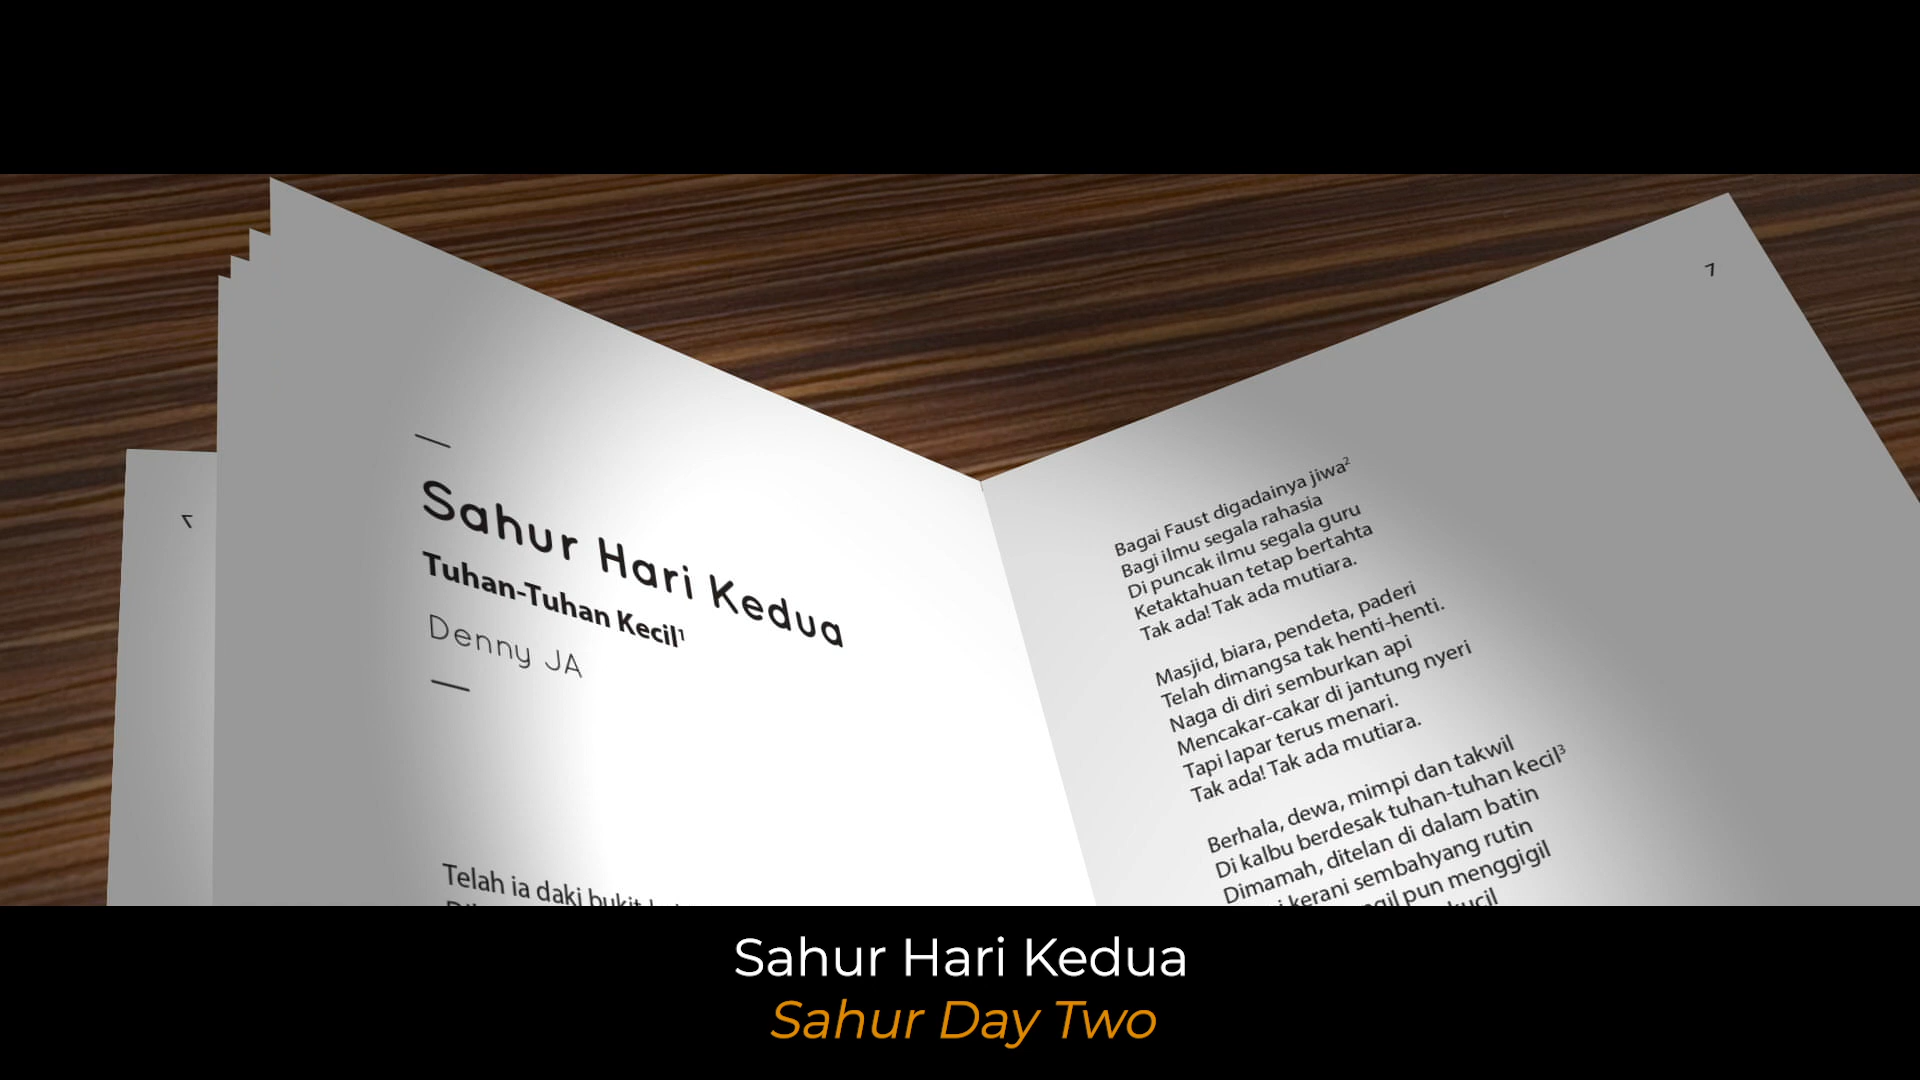 Sahur Hari Kedua
Tuhan-Tuhan Kecil¹
Denny JA
Telah ia daki bukit
7
Bagai Faust digadainya jiwa²
Bagi ilmu segala rahasia
Di puncak ilmu segala guru
Ketaktahuan tetap bertahta
Tak ada! Tak ada mutiara.
Masjid, biara, pendeta, paderi
Telah dimangsa tak henti-henti.
Naga di diri semburkan api
Mencakar-cakar di jantung nyeri
Tapi lapar terus menari.
Tak ada! Tak ada mutiara.
Berhala, dewa, mimpi dan takwil
Di kalbu berdesak tuhan-tuhan kecil³
Dimamah, ditelan di dalam batin
kerani sembahyang rutin
pun menggigil
Sahur Hari Kedua
Sahur Day Two